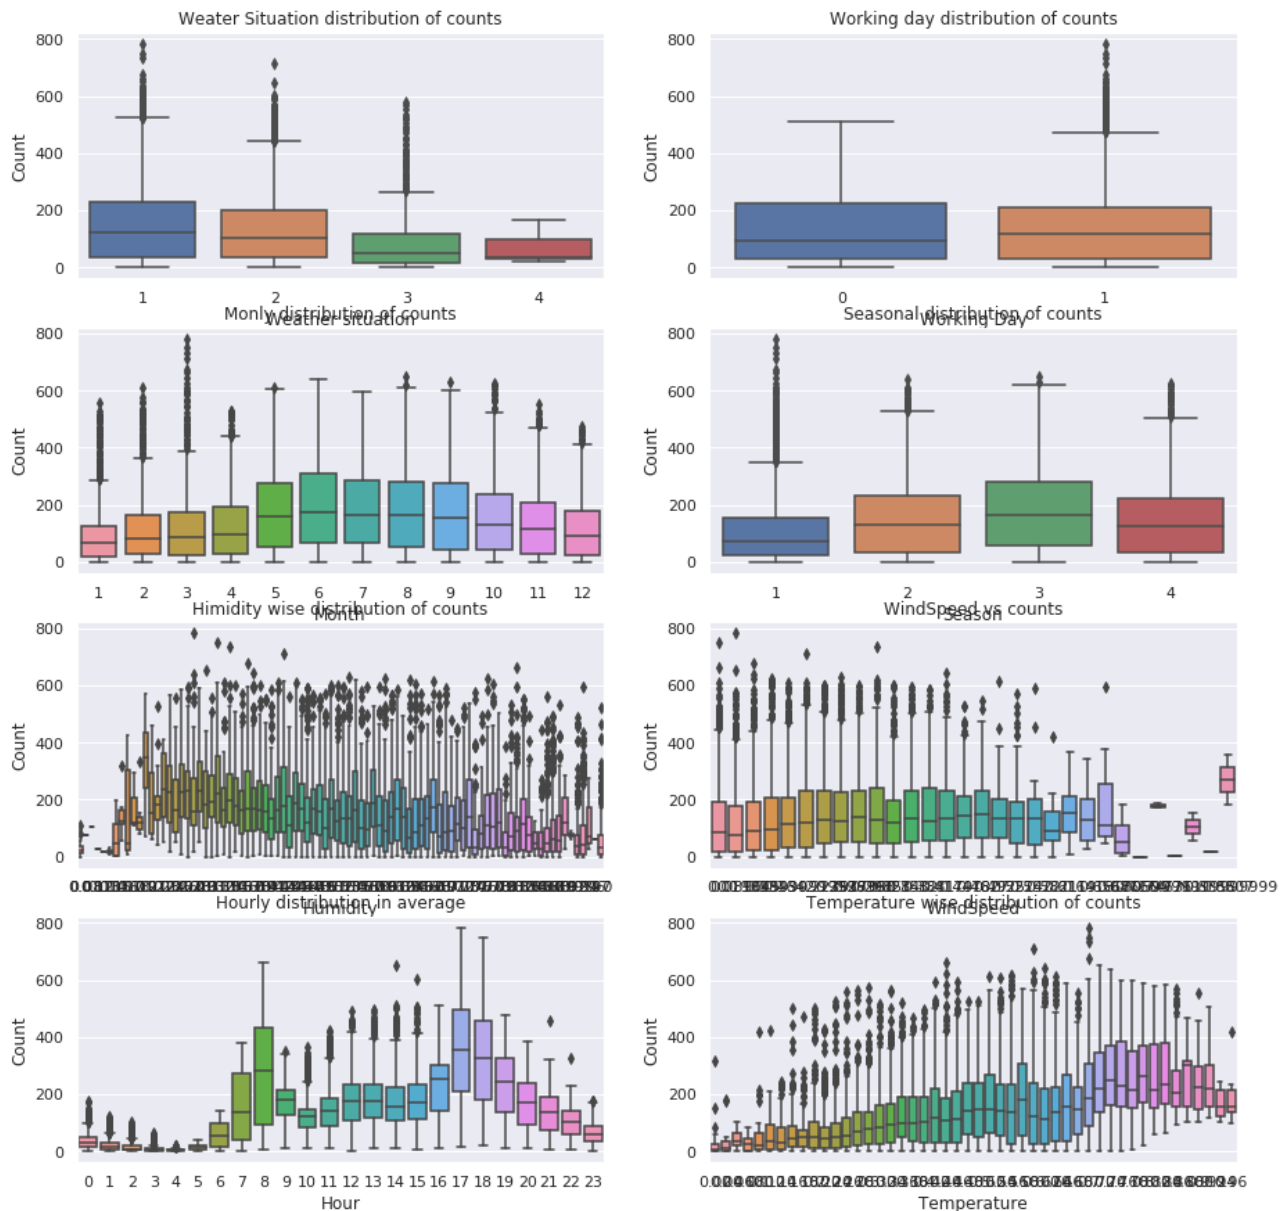 Weater Situation distribution of counts
Working day distribution of counts
800
600
400
200
0
Count
1 2 3 4
Weather situation
800
600
400
200
0
Count
0 1
Working Day
Monly distribution of counts
Seasonal distribution of counts
800
600
400
200
0
Count
1 2 3 4 5 6 7 8 9 10 11 12
Month
800
600
400
200
0
Count
1 2 3 4
Season
Himidity wise distribution of counts
WindSpeed vs counts
800
600
400
200
0
Count
Humidity
800
600
400
200
0
Count
WindSpeed
Hourly distribution in average
Temperature wise distribution of counts
800
600
400
200
0
Count
0 1 2 3 4 5 6 7 8 9 10 11 12 13 14 15 16 17 18 19 20 21 22 23
Hour
800
600
400
200
0
Count
Temperature